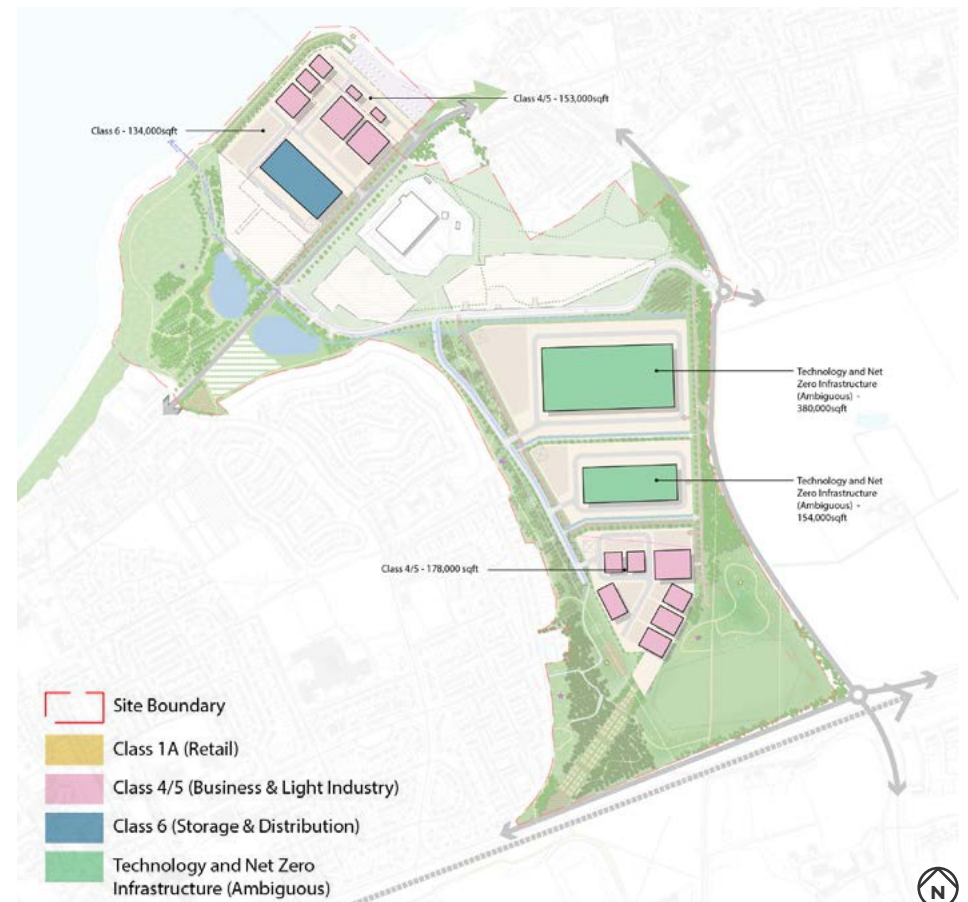 Class 4/5 - 153,000sqft
Class 6 - 134,000sqft
Technology and Net
Zero Infrastructure
(Ambiguous) -
380,000sqft
Technology and Net
Zero Infrastructure
(Ambiguous) -
154,000sqft
Class 4/5 - 178,000 sqft
Site Boundary
Class 1A (Retail)
Class 4/5 (Business & Light Industry)
Class 6 (Storage & Distribution)
Technology and Net Zero
Infrastructure (Ambiguous)
N